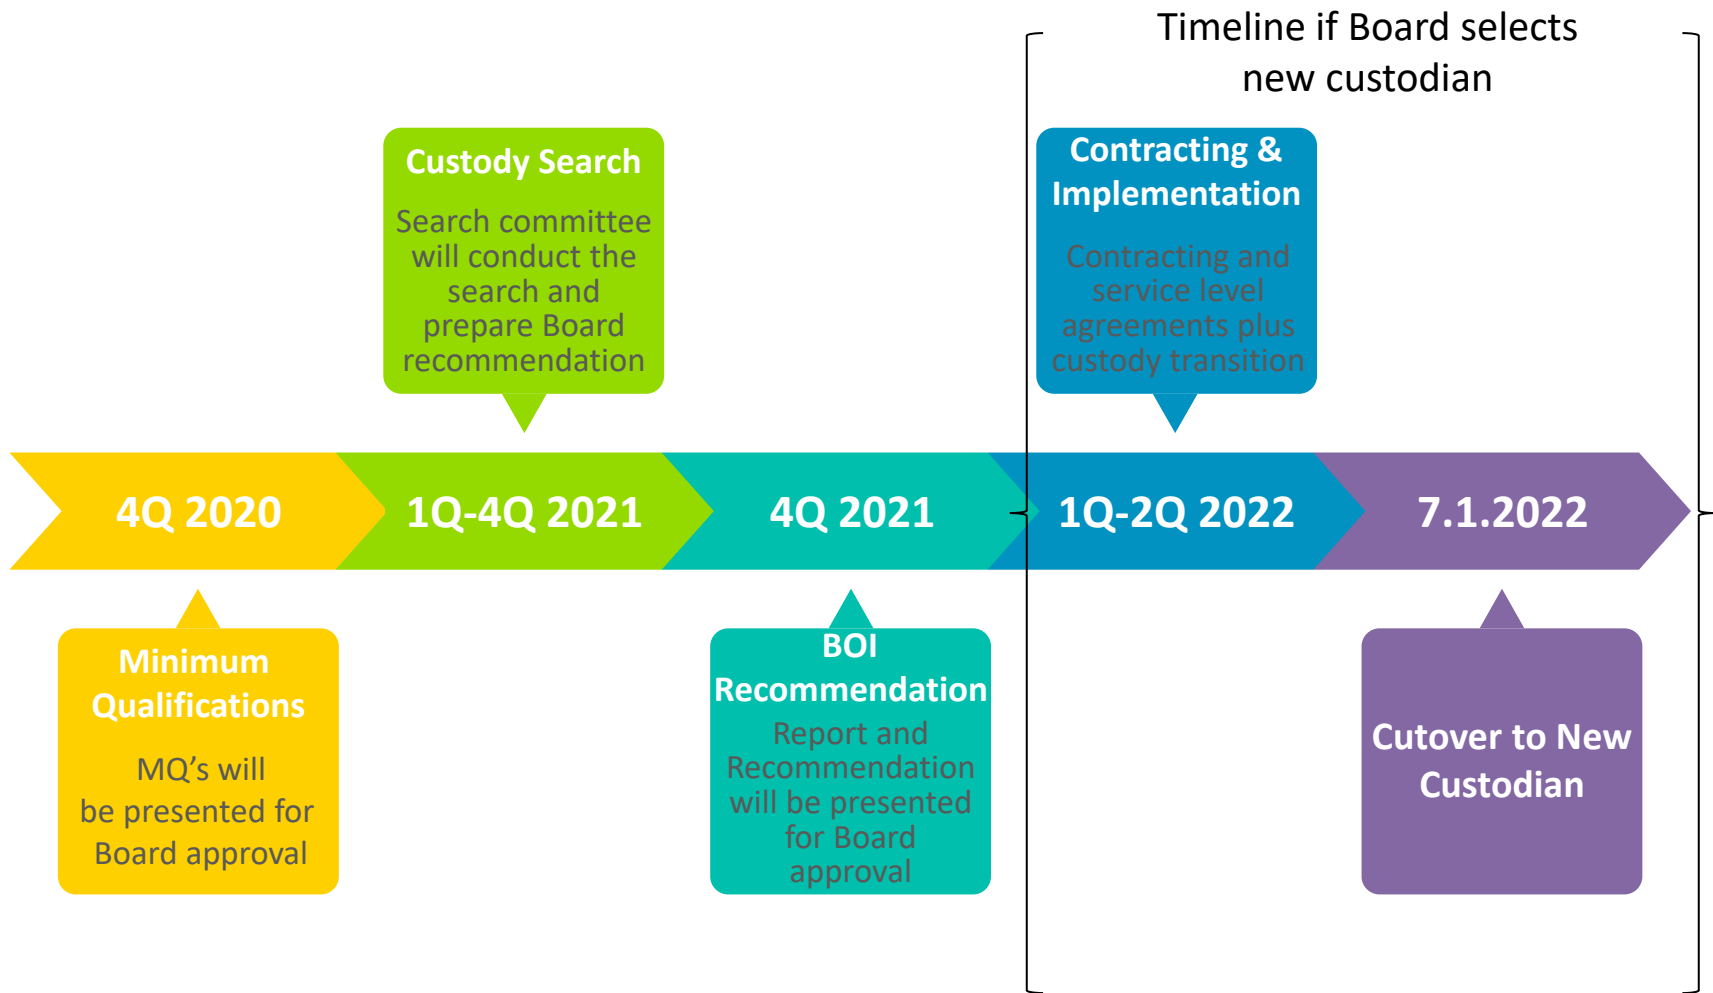 Timeline if Board selects
new custodian
Custody Search
Search committee
will conduct the
search and
prepare Board
recommendation
Contracting &
Implementation
Contracting and
service level
agreements plus
custody transition
4Q 2020
1Q-4Q 2021
4Q 2021
1Q-2Q 2022
7.1.2022
Minimum
Qualifications
MQ’s will
be presented for
Board approval
BOI
Recommendation
Report and
Recommendation
will be presented
for Board
approval
Cutover to New
Custodian